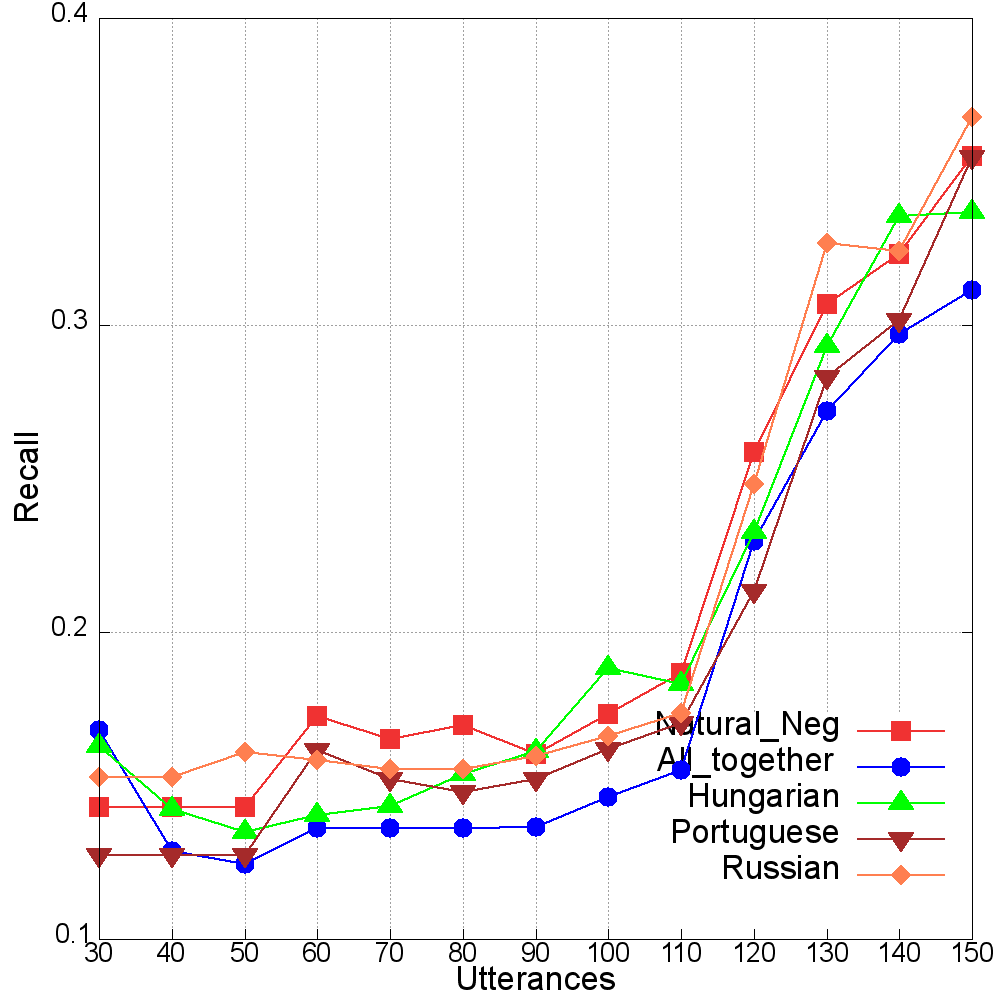 0.4
0.3
0.2
0.1
Recall
30 40 50 60 70 80 90 100 110 120 130 140 150
Utterances
Natural_Neg
All_together
Hungarian
Portuguese
Russian